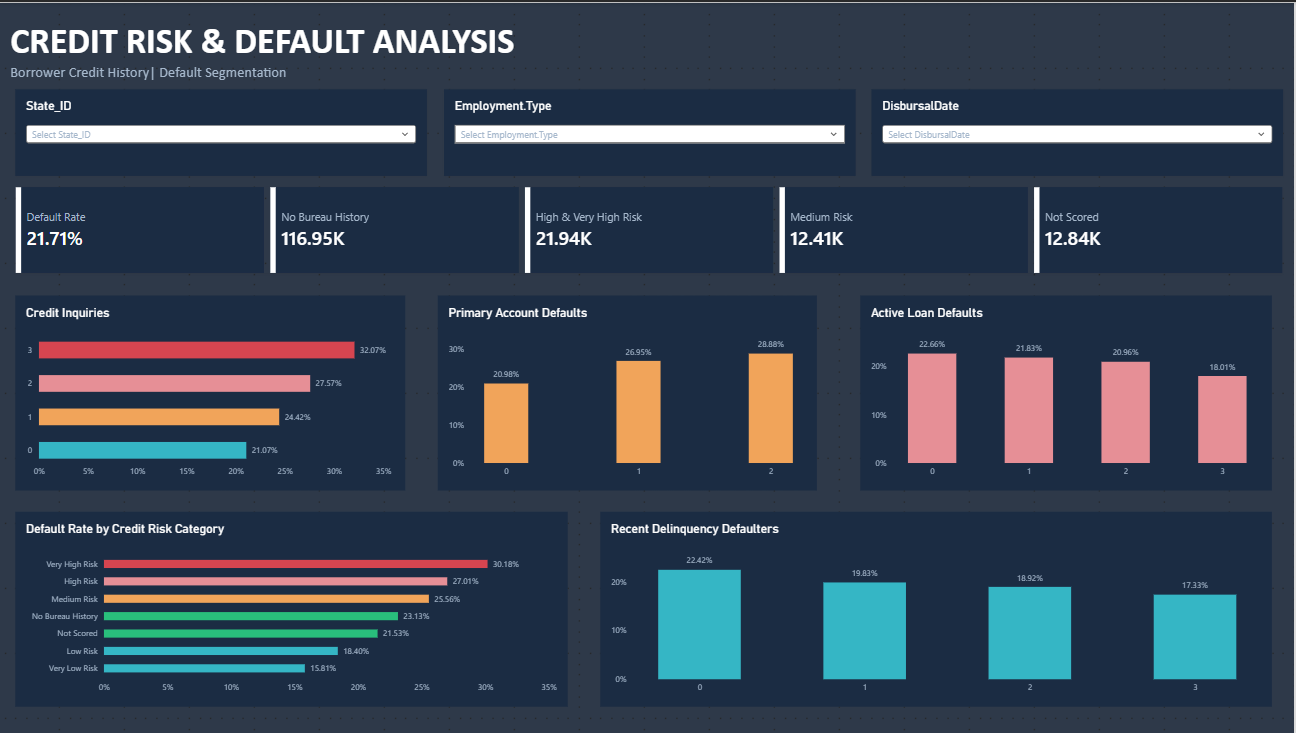 CREDIT RISK & DEFAULT ANALYSIS
Borrower Credit History| Default Segmentation
State_ID
Select State_ID
Employment.Type
Select Employment.Type
DisbursalDate
Select DisbursalDate
Default Rate
21.71%
No Bureau History
116.95K
High & Very High Risk
21.94K
Medium Risk
12.41K
Not Scored
12.84K
Credit Inquiries
3 32.07%
2 27.57%
1 24.42%
0 21.07%
0% 5% 10% 15% 20% 25% 30% 35%
Primary Account Defaults
30%
20%
10%
0%
20.98% 26.95% 28.88%
0 1 2
Active Loan Defaults
20%
10%
0%
22.66% 21.83% 20.96% 18.01%
0 1 2 3
Default Rate by Credit Risk Category
Very High Risk 30.18%
High Risk 27.01%
Medium Risk 25.56%
No Bureau History 23.13%
Not Scored 21.53%
Low Risk 18.40%
Very Low Risk 15.81%
0% 5% 10% 15% 20% 25% 30% 35%
Recent Delinquency Defaulters
20%
10%
0%
22.42% 19.83% 18.92% 17.33%
0 1 2 3